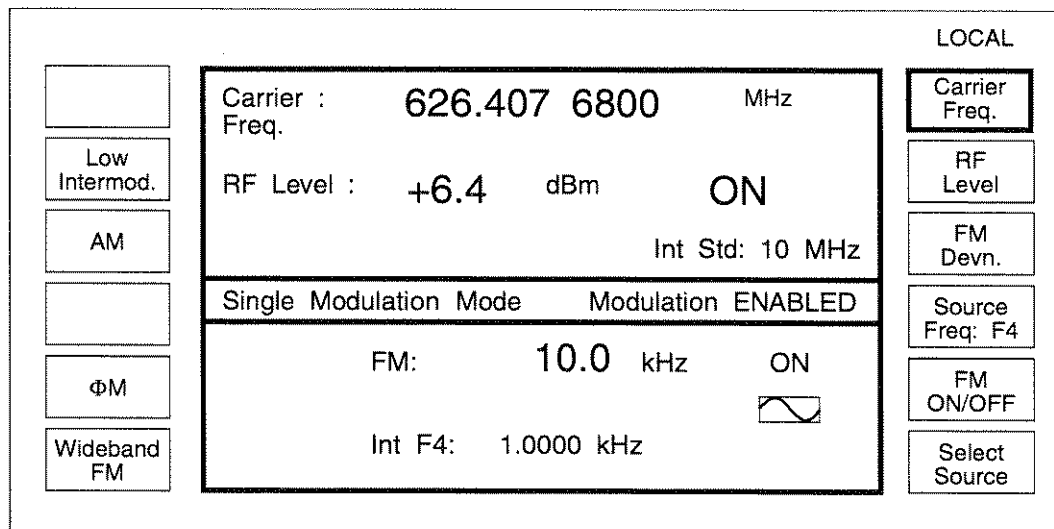 LOCAL
Low
Intermod.
AM
ΦM
Wideband
FM
Carrier :
Freq.
626.407 6800 MHz
RF Level : +6.4 dBm ON
Int Std: 10 MHz
Single Modulation Mode Modulation ENABLED
FM: 10.0 kHz ON
Int F4: 1.0000 kHz
Carrier
Freq.
RF
Level
FM
Devn.
Source
Freq: F4
FM
ON/OFF
Select
Source